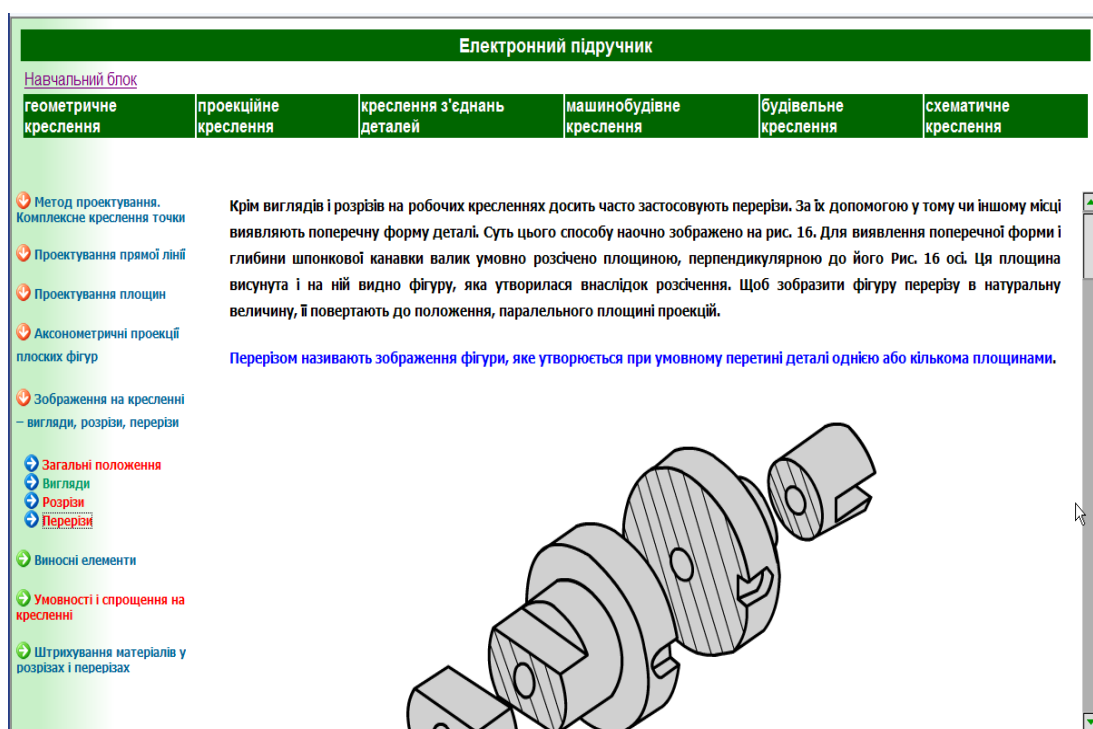 Електронний підручник
Навчальний блок
геометричне креслення
проекційне креслення
креслення з'єднань деталей
машинобудівне креслення
будівельне креслення
схематичне креслення
Метод проектування.
Комплексне креслення точки
Проектування прямої лінії
Проектування площин
Аксонометричні проекції
плоских фігур
Зображення на кресленні
– вигляди, розрізи, перерізи
Загальні положення
Вигляди
Розрізи
Перерізи
Виносні елементи
Умовності і спрощення на
кресленні
Штрихування матеріалів у
розрізах і перерізах
Крім виглядів і розрізів на робочих кресленнях досить часто застосовують перерізи. За їх допомогою у тому чи іншому місці
виявляють поперечну форму деталі. Суть цього способу наочно зображено на рис. 16. Для виявлення поперечної форми і
глибини шпонкової канавки валик умовно розсічено площиною, перпендикулярною до його Рис. 16 осі. Ця площина
висунута і на ній видно фігуру, яка утворилася внаслідок розсічення. Щоб зобразити фігуру перерізу в натуральну
величину, її повертають до положення, паралельного площині проекцій.
Перерізом називають зображення фігури, яке утворюється при умовному перетині деталі однією або кількома площинами.